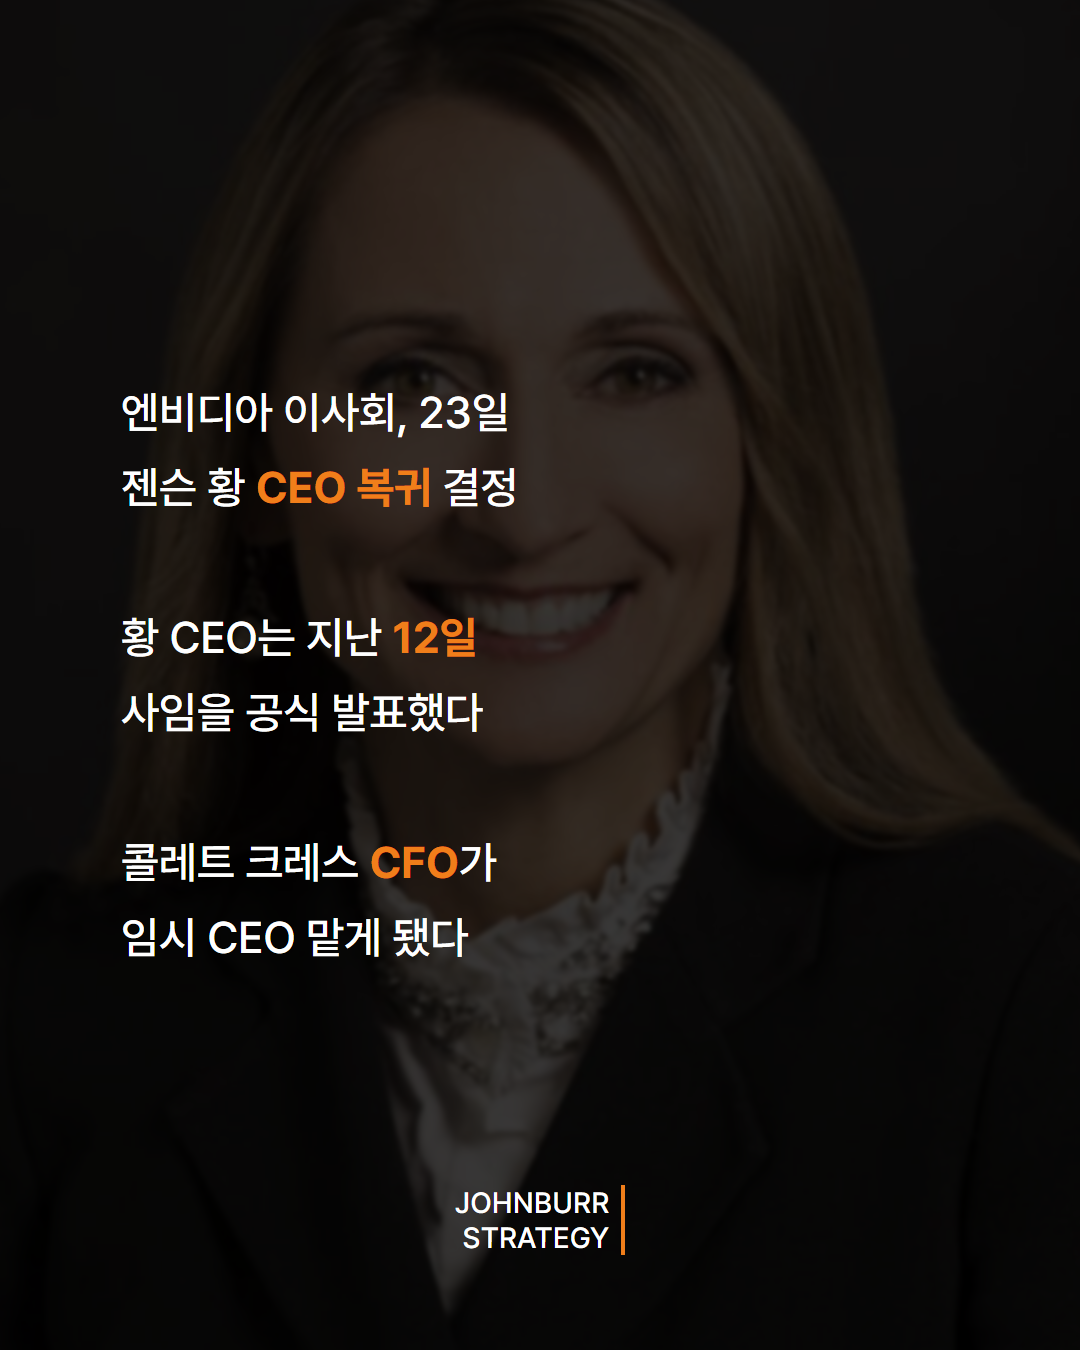 엔비디아 이사회, 23일
젠슨 황 CEO 복귀 결정
황 CEO는 지난 12일
사임을 공식 발표했다
콜레트 크레스 CFO가
임시 CEO 맡게 됐다
JOHNBURR
STRATEGY